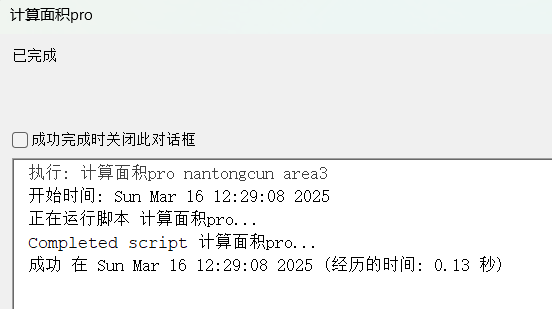 计算面积pro
已完成
成功完成时关闭此对话框
执行: 计算面积pro nantongcun area3
开始时间: Sun Mar 16 12:29:08 2025
正在运行脚本 计算面积pro...
Completed script 计算面积pro...
成功 在 Sun Mar 16 12:29:08 2025 (经历的时间: 0.13 秒)